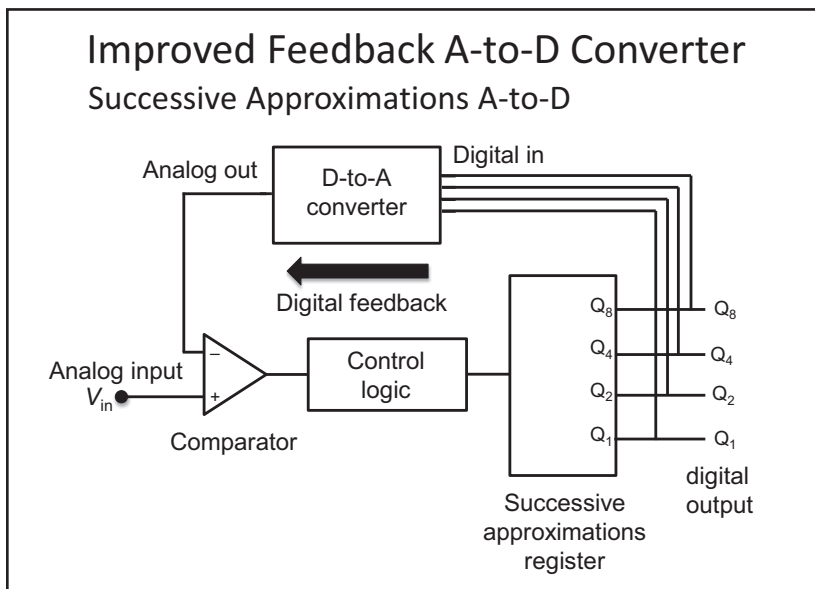 Improved Feedback A-to-D Converter
Successive Approximations A-to-D
Digital in
Analog out
D-to-A
converter
Digital feedback
Q8
Q8
–
Control
logic
Q4
Q4
Analog input
Vin
+
Q2
Q2
Comparator
Q1
Q1
digital
output
Successive
approximations
register